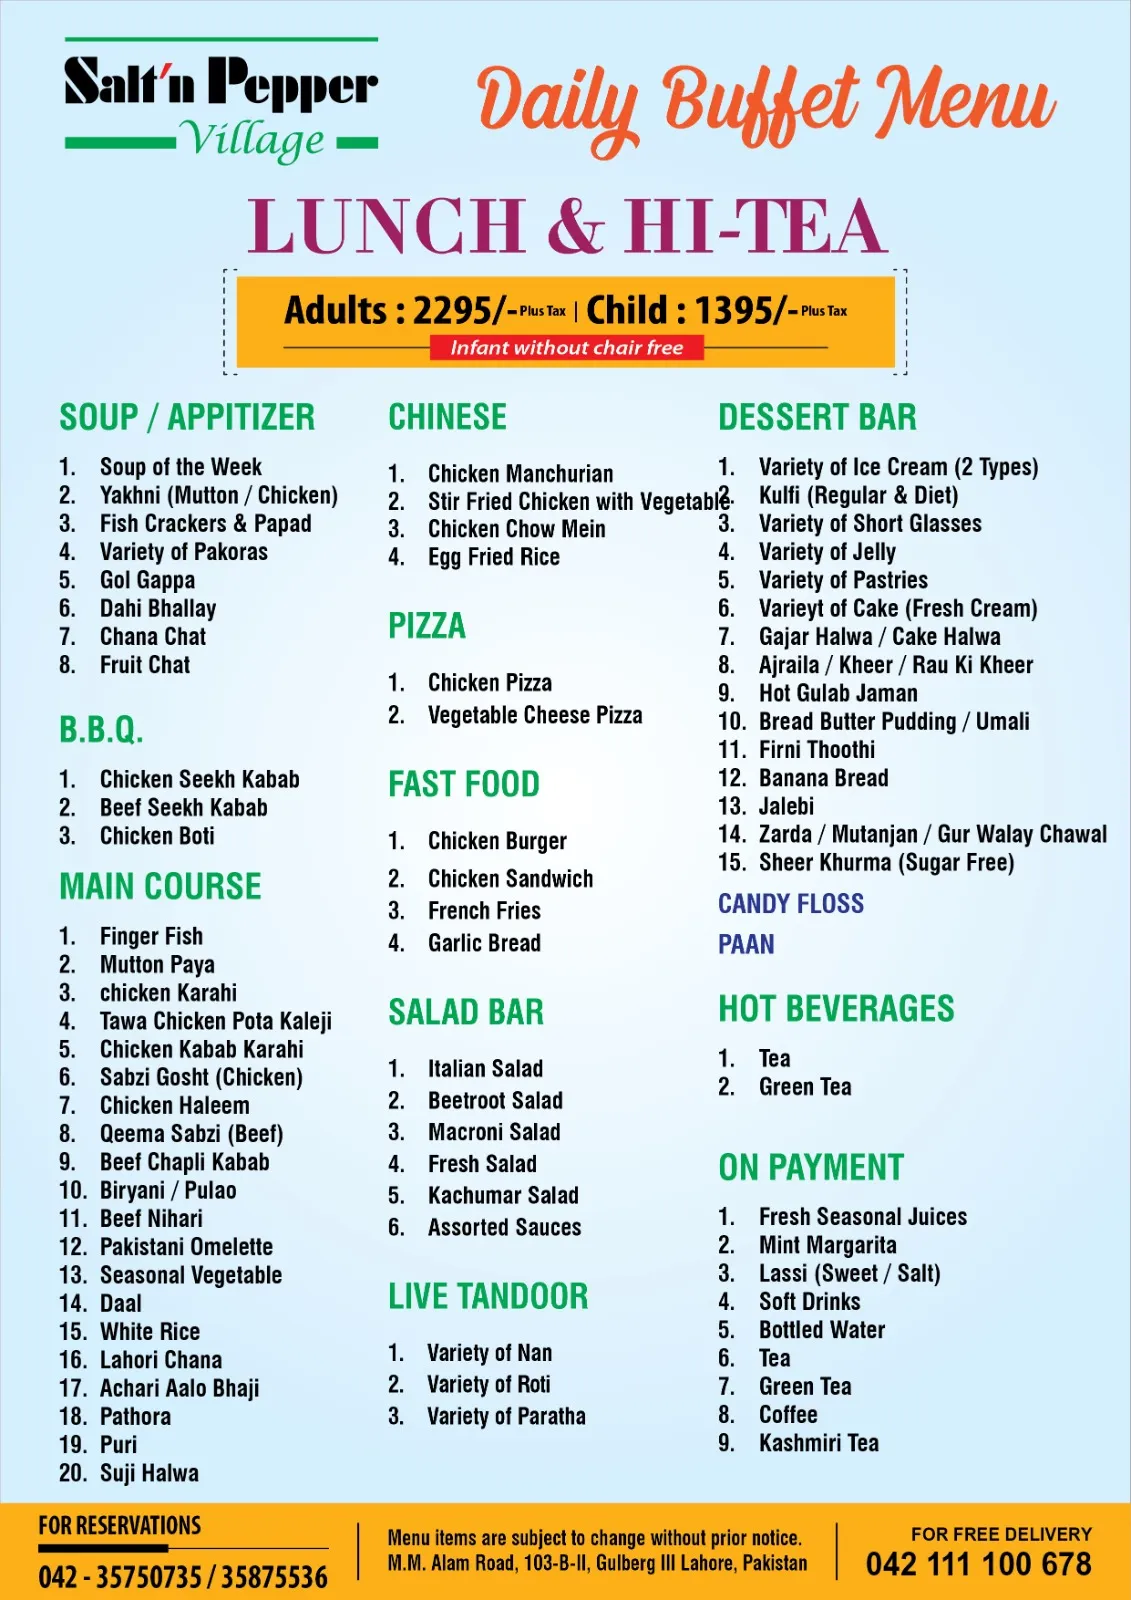 Salt'n Pepper
Village
Daily Buffet Menu
LUNCH & HI-TEA
Adults : 2295/- Plus Tax | Child : 1395/- Plus Tax
Infant without chair free
SOUP / APPITIZER
1. Soup of the Week
2. Yakhni (Mutton / Chicken)
3. Fish Crackers & Papad
4. Variety of Pakoras
5. Gol Gappa
6. Dahi Bhallay
7. Chana Chat
8. Fruit Chat
B.B.Q.
1. Chicken Seekh Kabab
2. Beef Seekh Kabab
3. Chicken Boti
MAIN COURSE
1. Finger Fish
2. Mutton Paya
3. chicken Karahi
4. Tawa Chicken Pota Kaleji
5. Chicken Kabab Karahi
6. Sabzi Gosht (Chicken)
7. Chicken Haleem
8. Qeema Sabzi (Beef)
9. Beef Chapli Kabab
10. Biryani / Pulao
11. Beef Nihari
12. Pakistani Omelette
13. Seasonal Vegetable
14. Daal
15. White Rice
16. Lahori Chana
17. Achari Aalo Bhaji
18. Pathora
19. Puri
20. Suji Halwa
CHINESE
1. Chicken Manchurian
2. Stir Fried Chicken with Vegetable
3. Chicken Chow Mein
4. Egg Fried Rice
PIZZA
1. Chicken Pizza
2. Vegetable Cheese Pizza
FAST FOOD
1. Chicken Burger
2. Chicken Sandwich
3. French Fries
4. Garlic Bread
SALAD BAR
1. Italian Salad
2. Beetroot Salad
3. Macroni Salad
4. Fresh Salad
5. Kachumar Salad
6. Assorted Sauces
LIVE TANDOOR
1. Variety of Nan
2. Variety of Roti
3. Variety of Paratha
DESSERT BAR
1. Variety of Ice Cream (2 Types)
2. Kulfi (Regular & Diet)
3. Variety of Short Glasses
4. Variety of Jelly
5. Variety of Pastries
6. Varieyt of Cake (Fresh Cream)
7. Gajar Halwa / Cake Halwa
8. Ajraila / Kheer / Rau Ki Kheer
9. Hot Gulab Jaman
10. Bread Butter Pudding / Umali
11. Firni Thoothi
12. Banana Bread
13. Jalebi
14. Zarda / Mutanjan / Gur Walay Chawal
15. Sheer Khurma (Sugar Free)
CANDY FLOSS
PAAN
HOT BEVERAGES
1. Tea
2. Green Tea
ON PAYMENT
1. Fresh Seasonal Juices
2. Mint Margarita
3. Lassi (Sweet / Salt)
4. Soft Drinks
5. Bottled Water
6. Tea
7. Green Tea
8. Coffee
9. Kashmiri Tea
FOR RESERVATIONS
042 - 35750735 / 35875536
Menu items are subject to change without prior notice.
M.M. Alam Road, 103-B-II, Gulberg III Lahore, Pakistan
FOR FREE DELIVERY
042 111 100 678